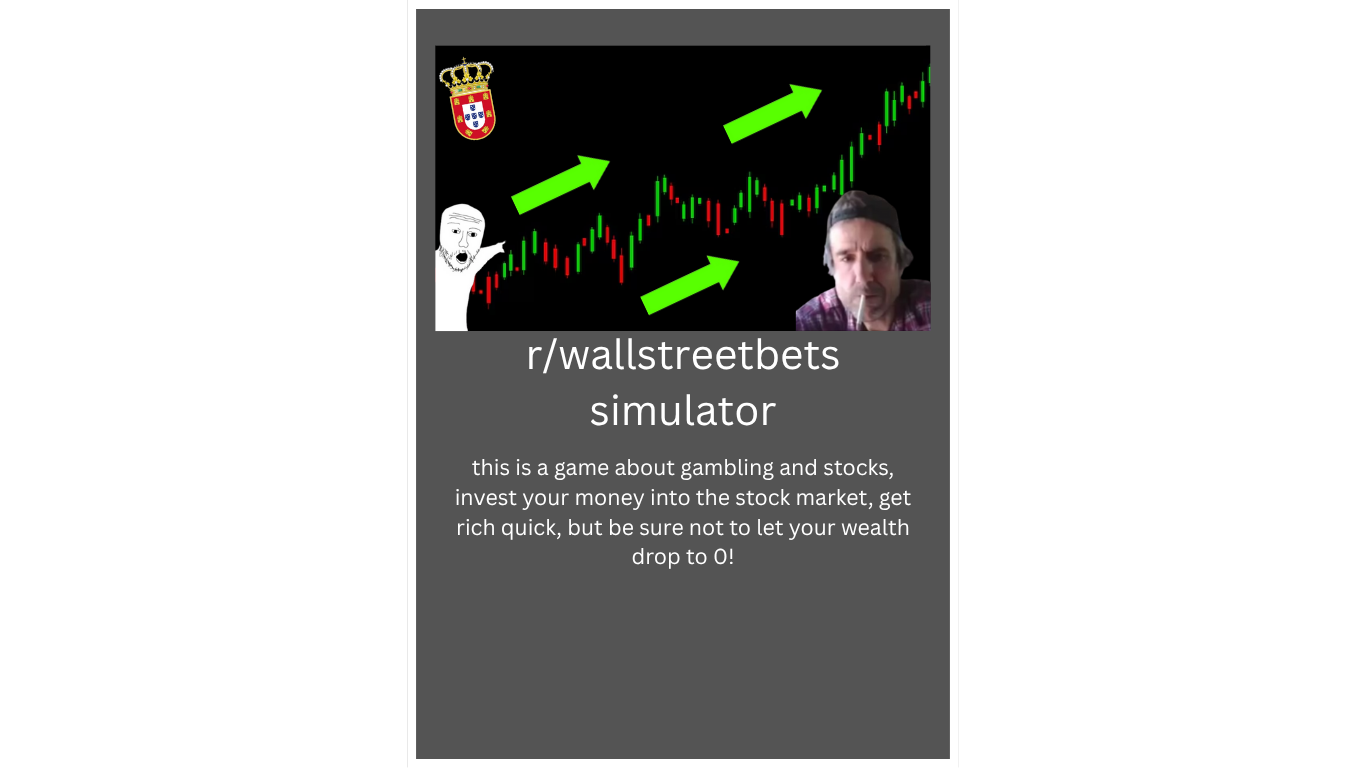 r/wallstreetbets
simulator
this is a game about gambling and stocks,
invest your money into the stock market, get
rich quick, but be sure not to let your wealth
drop to 0!